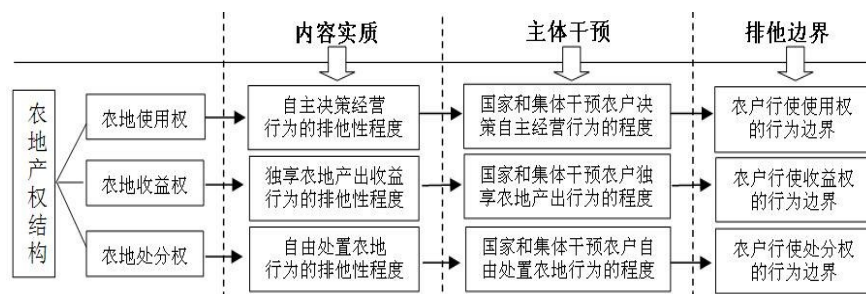 内容实质
主体干预
排他边界
农地产权结构
农地使用权
自主决策经营
行为的排他性程度
国家和集体干预农户决
策自主经营行为的程度
农户行使使用权
的行为边界
农地收益权
独享农地产出收益
行为的排他性程度
国家和集体干预农户独
享农地产出行为的程度
农户行使收益权
的行为边界
农地处分权
自由处置农地
行为的排他性程度
国家和集体干预农户自
由处置农地行为的程度
农户行使处分权
的行为边界